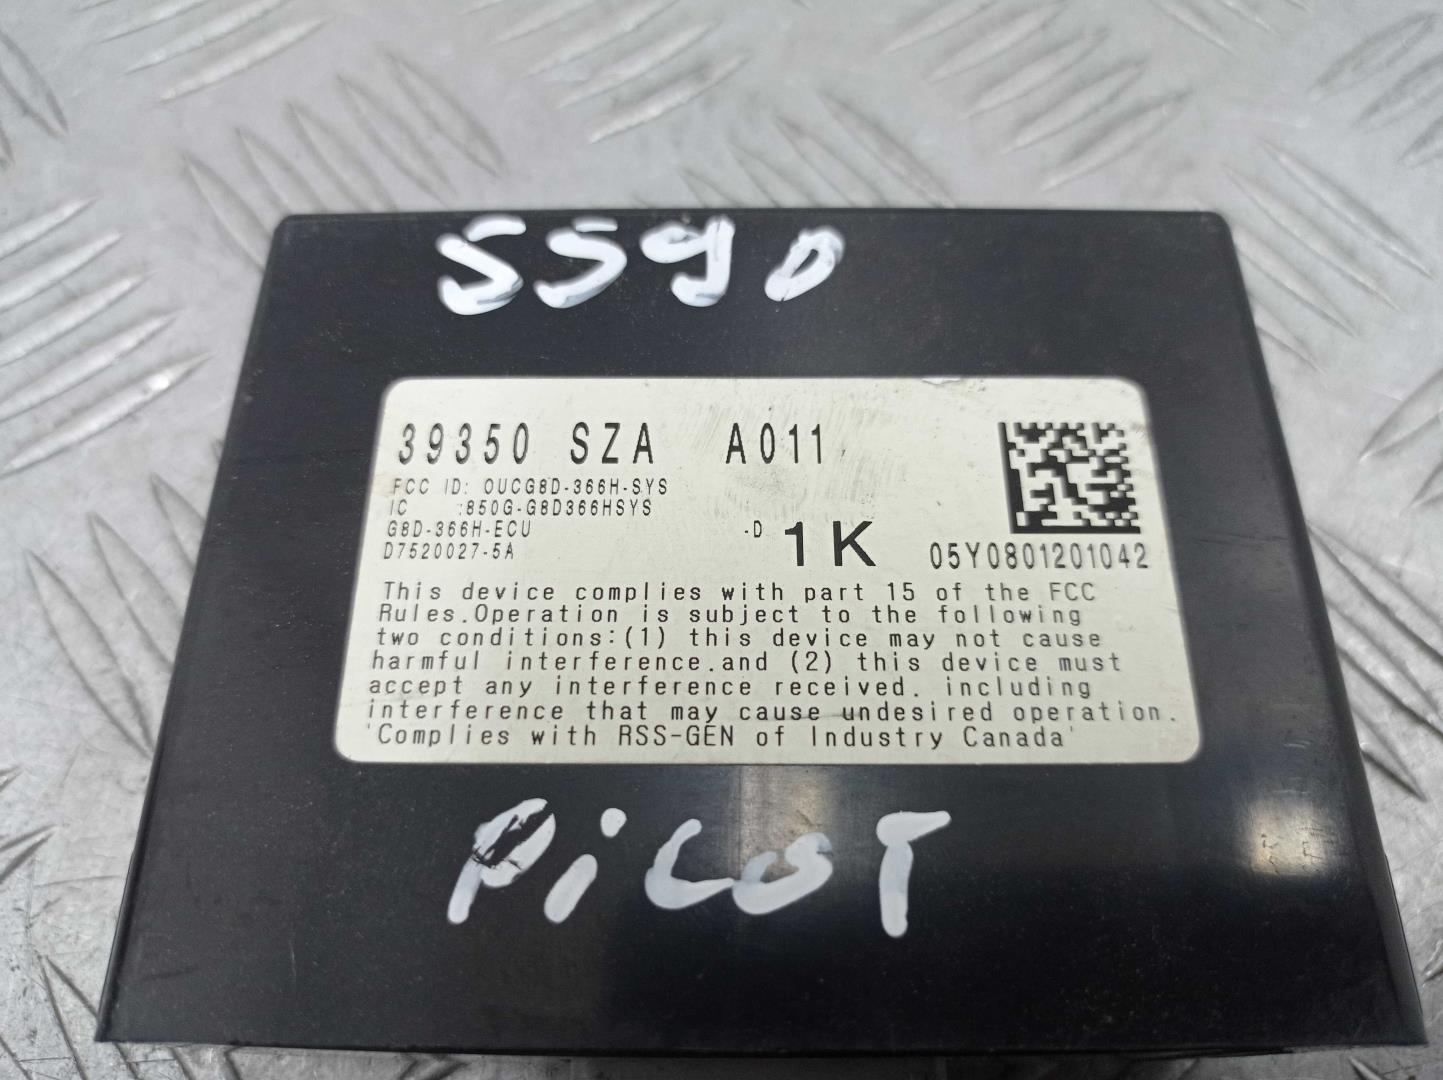 5590
39350 SZA A011
FCC ID: OUCG8D-366H-SYS
IC :850G-G8D366HSYS
G8D-366H-ECU
D7520027-5A
-D 1K
05Y0801201042
This device complies with part 15 of the FCC
Rules.Operation is subject to the following
two conditions:(1) this device may not cause
harmful interference.and (2) this device must
accept any interference received. including
interference that may cause undesired operation.
'Complies with RSS-GEN of Industry Canada'
PiLOT